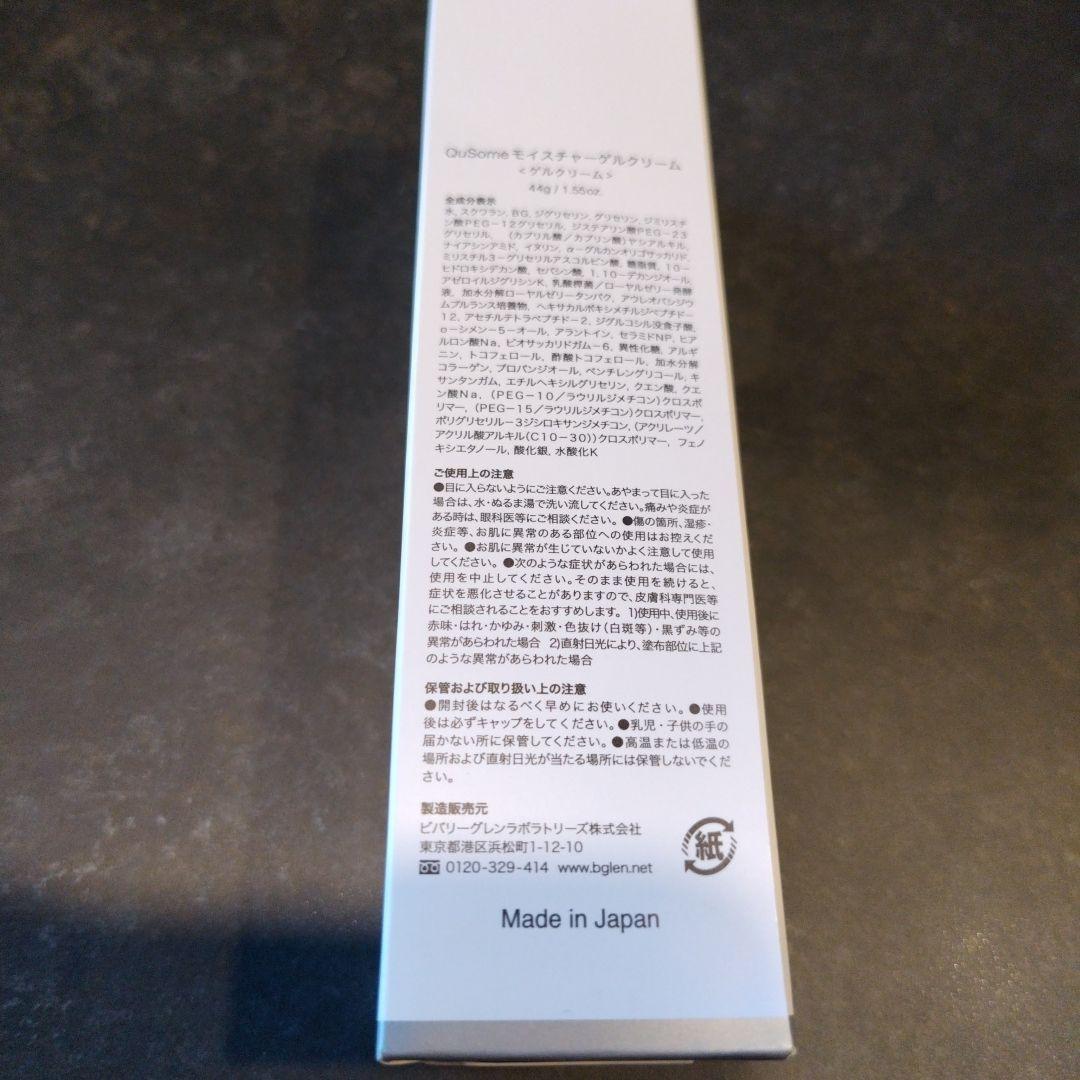 QuSomeモイスチャーゲルクリーム
<ゲルクリーム>
44g / 1.55oz.
全成分表示
水, スクワラン, BG, ジグリセリン, グリセリン, ジミリスチ
ン酸PEG-12グリセリル, ジステアリン酸PEG-23
グリセリル, (カプリル酸/カプリン酸)ヤシアルキル,
ナイアシンアミド, イヌリン, α-グルカンオリゴサッカリド,
ミリスチル3-グリセリルアスコルビン酸, 糖脂質, 10-
ヒドロキシデカン酸, セバシン酸, 1,10-デカンジオール,
アゼロイルジグリシンK, 乳酸桿菌/ローヤルゼリー発酵
液, 加水分解ローヤルゼリータンパク, アウレオバシジウ
ムプルランス培養物, ヘキサカルボキシメチルジペプチド-
12, アセチルテトラペプチド-2, ジグルコシル没食子酸,
o-シメン-5-オール, アラントイン, セラミドNP, ヒア
ルロン酸Na, ビオサッカリドガム-6, 異性化糖, アルギ
ニン, トコフェロール, 酢酸トコフェロール, 加水分解
コラーゲン, プロパンジオール, ペンチレングリコール, キ
サンタンガム, エチルヘキシルグリセリン, クエン酸, クエ
ン酸Na, (PEG-10/ラウリルジメチコン)クロスポ
リマー, (PEG-15/ラウリルジメチコン)クロスポリマー,
ポリグリセリル-3ジシロキサンジメチコン, (アクリレーツ/
アクリル酸アルキル(C10-30))クロスポリマー, フェノ
キシエタノール, 酸化銀, 水酸化K
ご使用上の注意
●目に入らないようにご注意ください。あやまって目に入った
場合は、水・ぬるま湯で洗い流してください。痛みや炎症が
ある時は、眼科医等にご相談ください。 ●傷の箇所、湿疹・
炎症等、お肌に異常のある部位への使用はお控えくだ
さい。 ●お肌に異常が生じていないかよく注意して使用
してください。 ●次のような症状があらわれた場合には、
使用を中止してください。そのまま使用を続けると、
症状を悪化させることがありますので、皮膚科専門医等
にご相談されることをおすすめします。 1)使用中、使用後に
赤味・はれ・かゆみ・刺激・色抜け(白斑等)・黒ずみ等の
異常があらわれた場合 2)直射日光により、塗布部位に上記
のような異常があらわれた場合
保管および取り扱い上の注意
●開封後はなるべく早めにお使いください。●使用
後は必ずキャップをしてください。●乳児・子供の手の
届かない所に保管してください。●高温または低温の
場所および直射日光が当たる場所には保管しないでくだ
さい。
製造販売元
ビバリーグレンラボラトリーズ株式会社
東京都港区浜松町1-12-10
0120-329-414 www.bglen.net
紙
Made in Japan